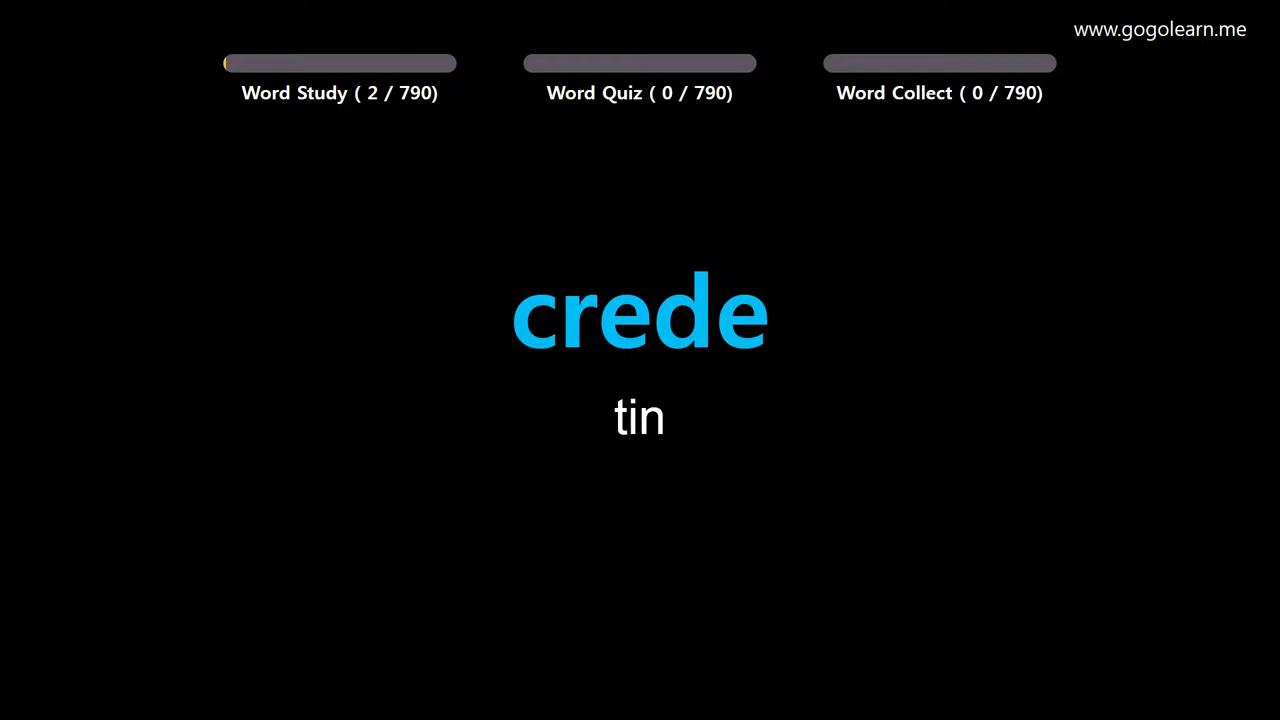 www.gogolearn.me
Word Study ( 2 / 790)
Word Quiz ( 0 / 790)
Word Collect ( 0 / 790)
crede
tin